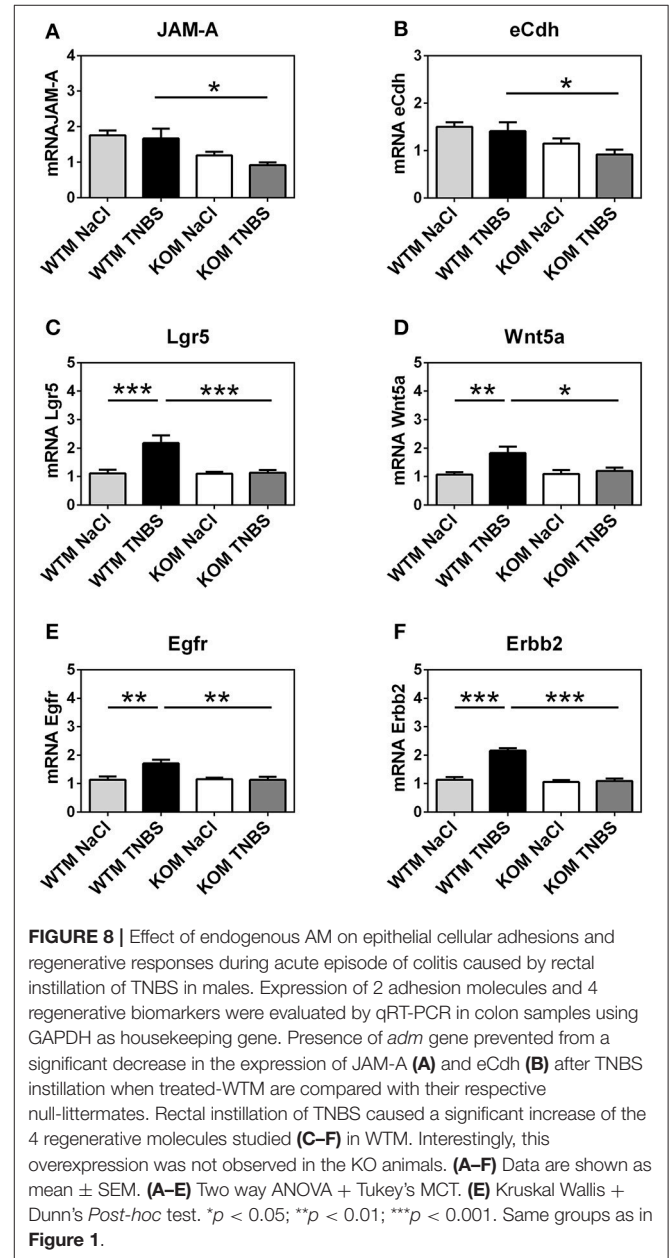 A JAM-A
mRNAJAM-A
3
2
1
0
*
WTM NaCl
WTM TNBS
KOM NaCl
KOM TNBS
B eCdh
mRNA eCdh
3
2
1
0
*
WTM NaCl
WTM TNBS
KOM NaCl
KOM TNBS
C Lgr5
mRNA Lgr5
5
4
3
2
1
0
*** ***
WTM NaCl
WTM TNBS
KOM NaCl
KOM TNBS
D Wnt5a
mRNA Wnt5a
5
4
3
2
1
0
** *
WTM NaCl
WTM TNBS
KOM NaCl
KOM TNBS
E Egfr
mRNA Egfr
5
4
3
2
1
0
** **
WTM NaCl
WTM TNBS
KOM NaCl
KOM TNBS
F Erbb2
mRNA Erbb2
5
4
3
2
1
0
*** ***
WTM NaCl
WTM TNBS
KOM NaCl
KOM TNBS
FIGURE 8 | Effect of endogenous AM on epithelial cellular adhesions and
regenerative responses during acute episode of colitis caused by rectal
instillation of TNBS in males. Expression of 2 adhesion molecules and 4
regenerative biomarkers were evaluated by qRT-PCR in colon samples using
GAPDH as housekeeping gene. Presence of adm gene prevented from a
significant decrease in the expression of JAM-A (A) and eCdh (B) after TNBS
instillation when treated-WTM are compared with their respective
null-littermates. Rectal instillation of TNBS caused a significant increase of the
4 regenerative molecules studied (C–F) in WTM. Interestingly, this
overexpression was not observed in the KO animals. (A–F) Data are shown as
mean ± SEM. (A–E) Two way ANOVA + Tukey's MCT. (E) Kruskal Wallis +
Dunn's Post-hoc test. *p < 0.05; **p < 0.01; ***p < 0.001. Same groups as in
Figure 1.